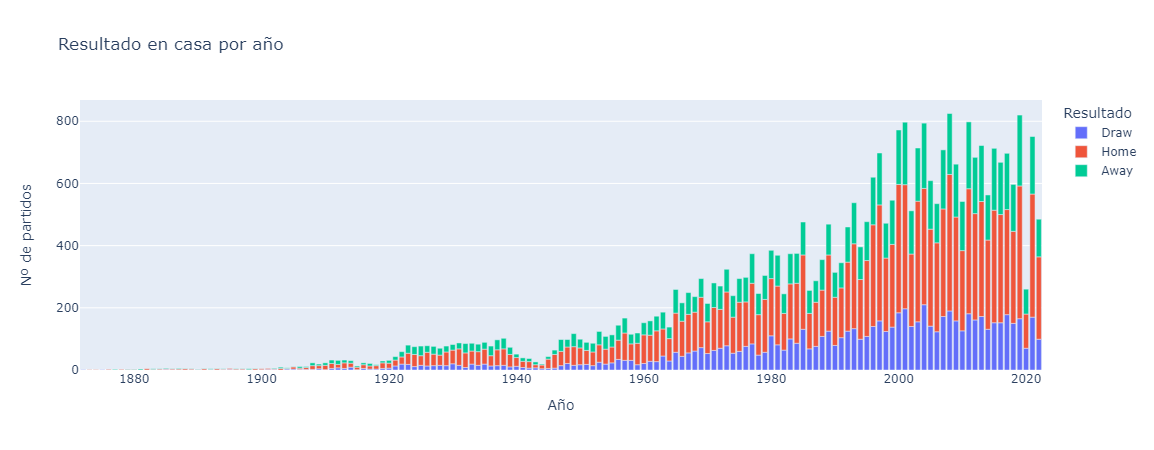 Resultado en casa por año
Resultado
Draw
Home
Away
Nº de partidos
800
600
400
200
0
1880 1900 1920 1940 1960 1980 2000 2020
Año